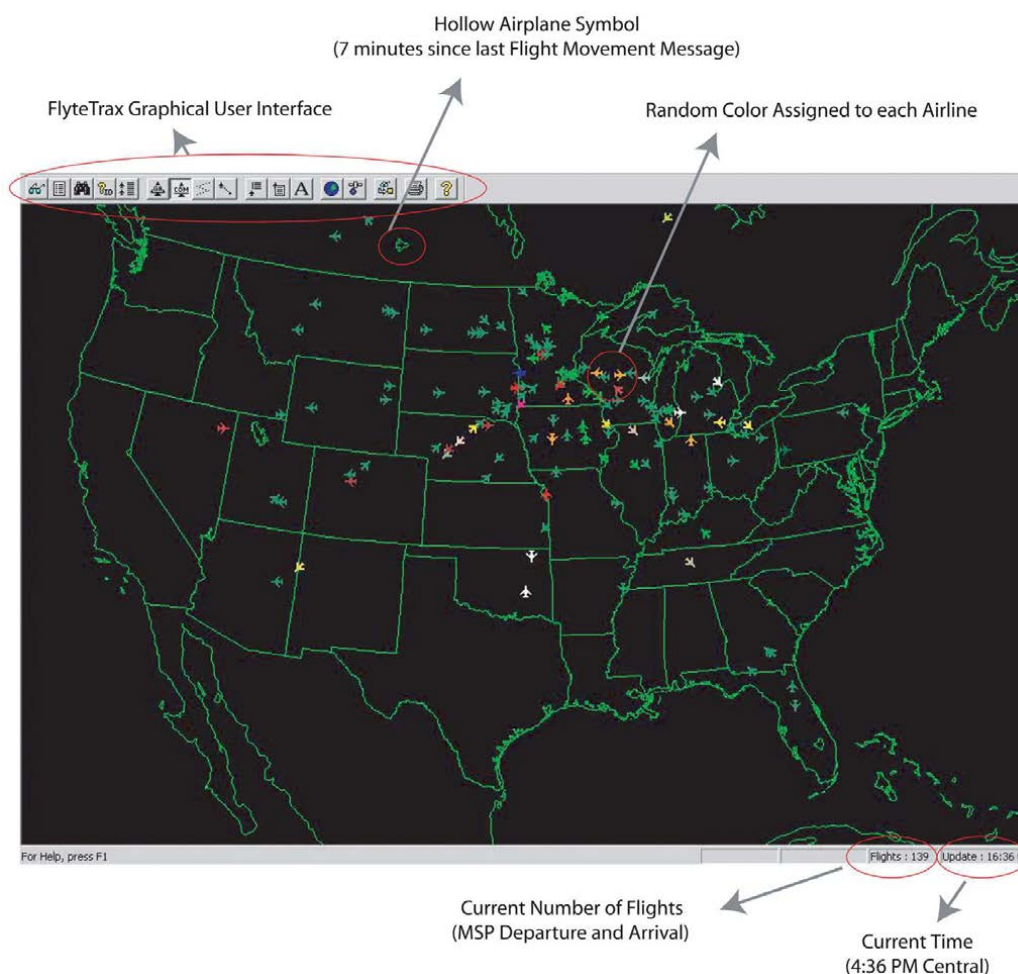 Hollow Airplane Symbol
(7 minutes since last Flight Movement Message)
FlyteTrax Graphical User Interface
Random Color Assigned to each Airline
?ID
COM
A
?
For Help, press F1
Flights : 139
Update : 16:36
Current Number of Flights
(MSP Departure and Arrival)
Current Time
(4:36 PM Central)